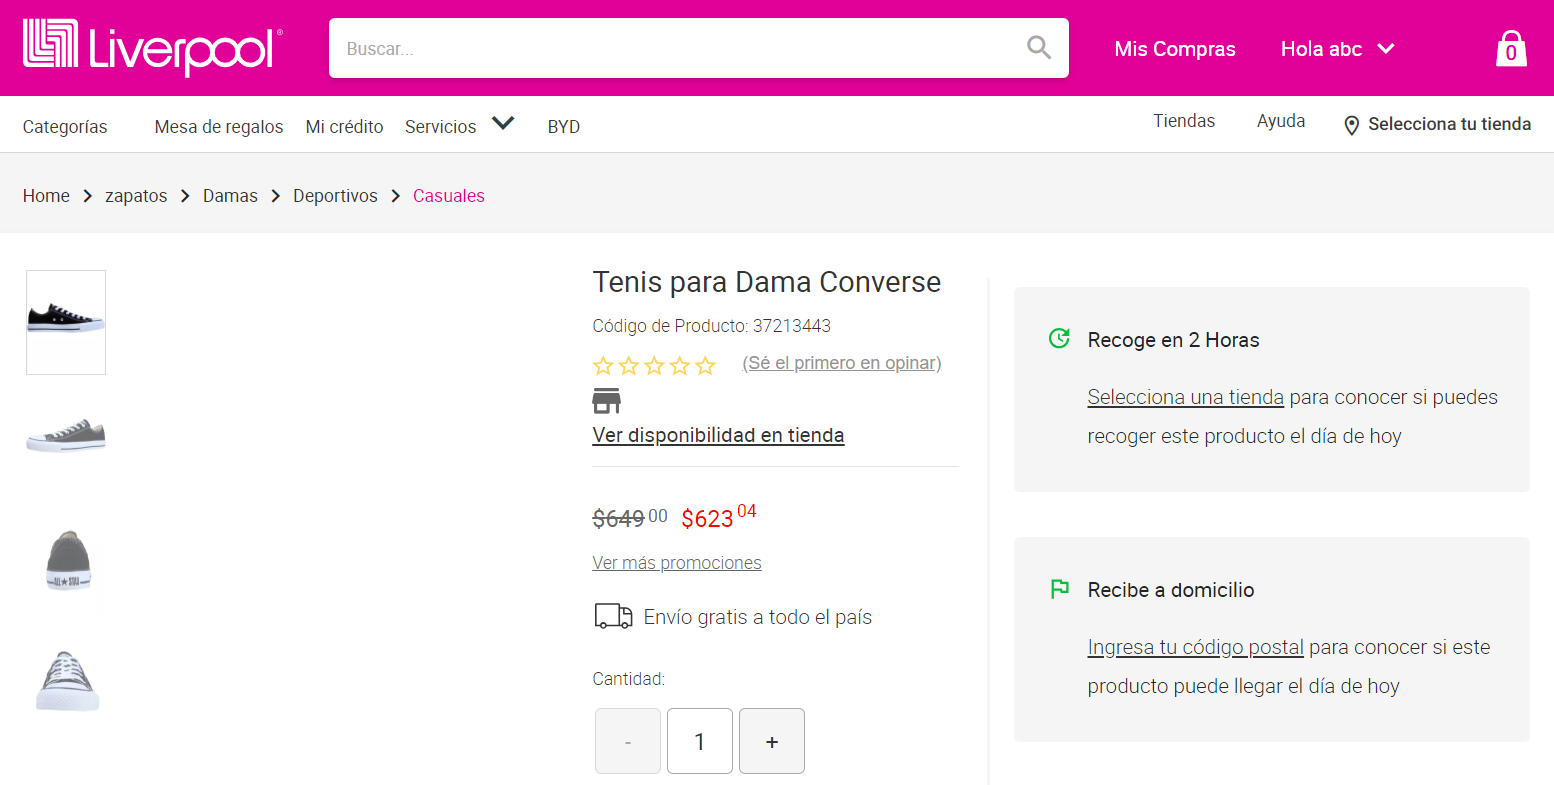 Liverpool®
Buscar...
Mis Compras
Hola abc
0
Categorías
Mesa de regalos
Mi crédito
Servicios
BYD
Tiendas
Ayuda
Selecciona tu tienda
Home > zapatos > Damas > Deportivos > Casuales
Tenis para Dama Converse
Código de Producto: 37213443
(Sé el primero en opinar)
Ver disponibilidad en tienda
$649 00 $623 04
Ver más promociones
Envío gratis a todo el país
Cantidad:
- 1 +
Recoge en 2 Horas
Selecciona una tienda para conocer si puedes
recoger este producto el día de hoy
Recibe a domicilio
Ingresa tu código postal para conocer si este
producto puede llegar el día de hoy
ALL★STAR